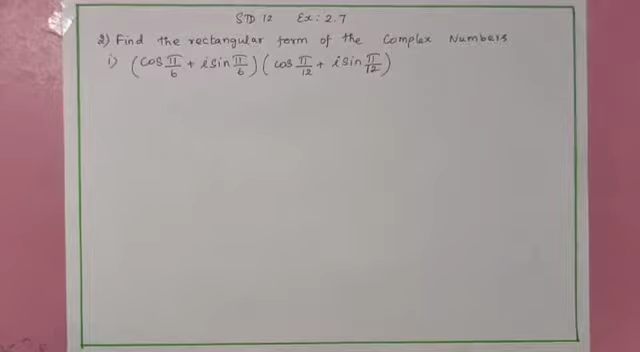 STD 12 Ex: 2.7
2) Find the rectangular form of the Complex Numbers
i) (cos π/6 + i sin π/6) (cos π/12 + i sin π/12)